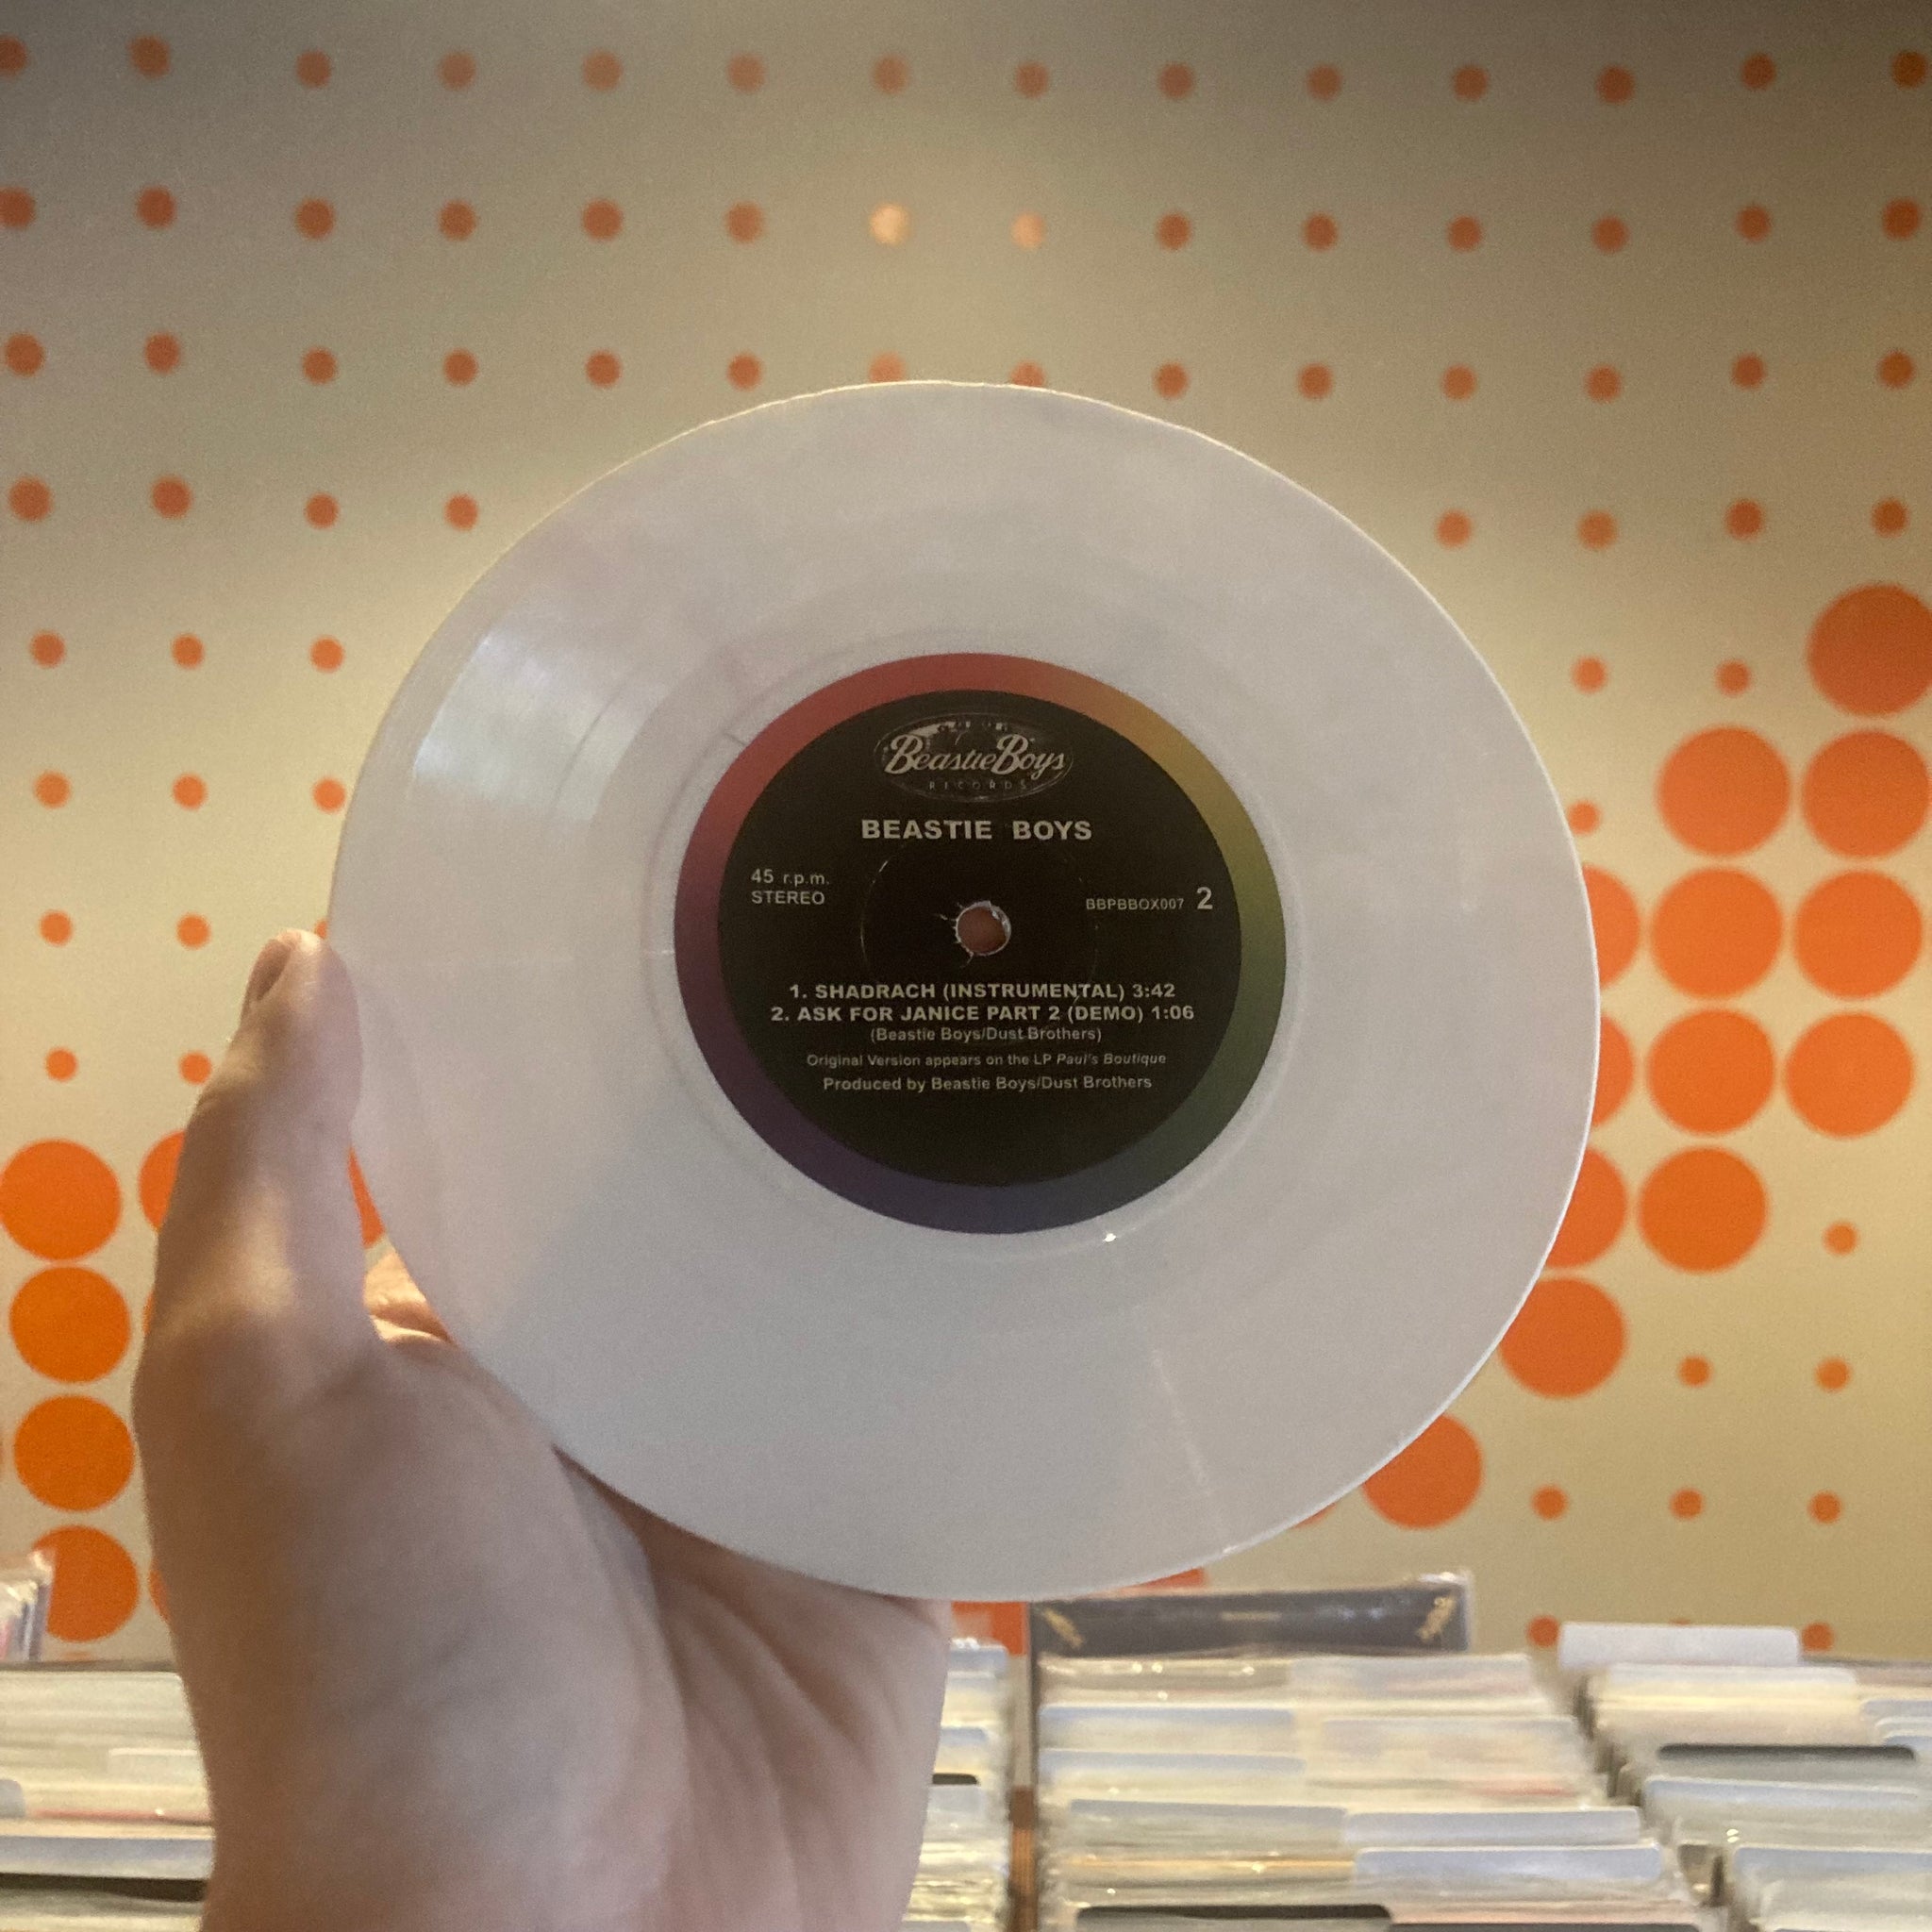 Beastie Boys
RECORDS
BEASTIE BOYS
45 r.p.m.
STEREO
BBPBBOX007 2
1. SHADRACH (INSTRUMENTAL) 3:42
2. ASK FOR JANICE PART 2 (DEMO) 1:06
(Beastie Boys/Dust Brothers)
Original Version appears on the LP Paul's Boutique
Produced by Beastie Boys/Dust Brothers